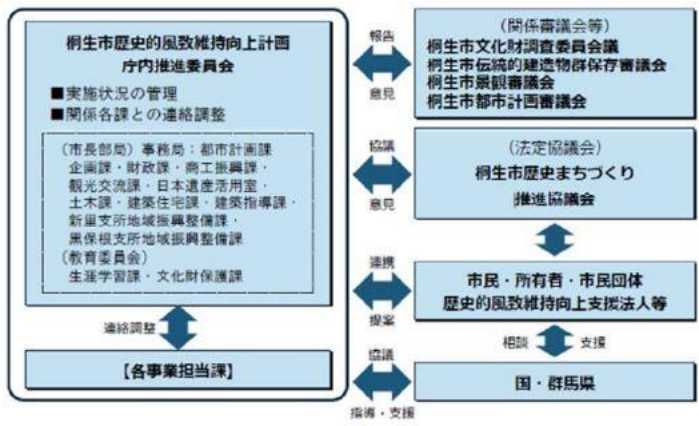 桐生市歴史的風致維持向上計画
庁内推進委員会
■実施状況の管理
■関係各課との連絡調整
（市長部局）事務局：都市計画課
企画課・財政課・商工振興課・
観光交流課・日本遺産活用室・
土木課・建築住宅課・建築指導課・
新里支所地域振興整備課・
黒保根支所地域振興整備課
（教育委員会）
生涯学習課・文化財保護課
連絡調整
【各事業担当課】
報告
意見
協議
意見
連携
提案
協議
指導・支援
（関係審議会等）
桐生市文化財調査委員会議
桐生市伝統的建造物群保存審議会
桐生市景観審議会
桐生市都市計画審議会
（法定協議会）
桐生市歴史まちづくり
推進協議会
市民・所有者・市民団体
歴史的風致維持向上支援法人等
相談 支援
国・群馬県